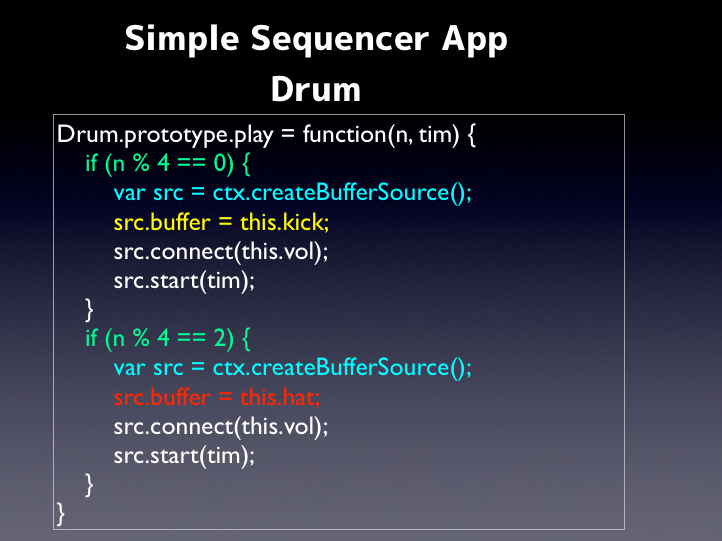 Simple Sequencer App
Drum
Drum.prototype.play = function(n, tim) {
if (n % 4 == 0) {
var src = ctx.createBufferSource();
src.buffer = this.kick;
src.connect(this.vol);
src.start(tim);
}
if (n % 4 == 2) {
var src = ctx.createBufferSource();
src.buffer = this.hat;
src.connect(this.vol);
src.start(tim);
}
}